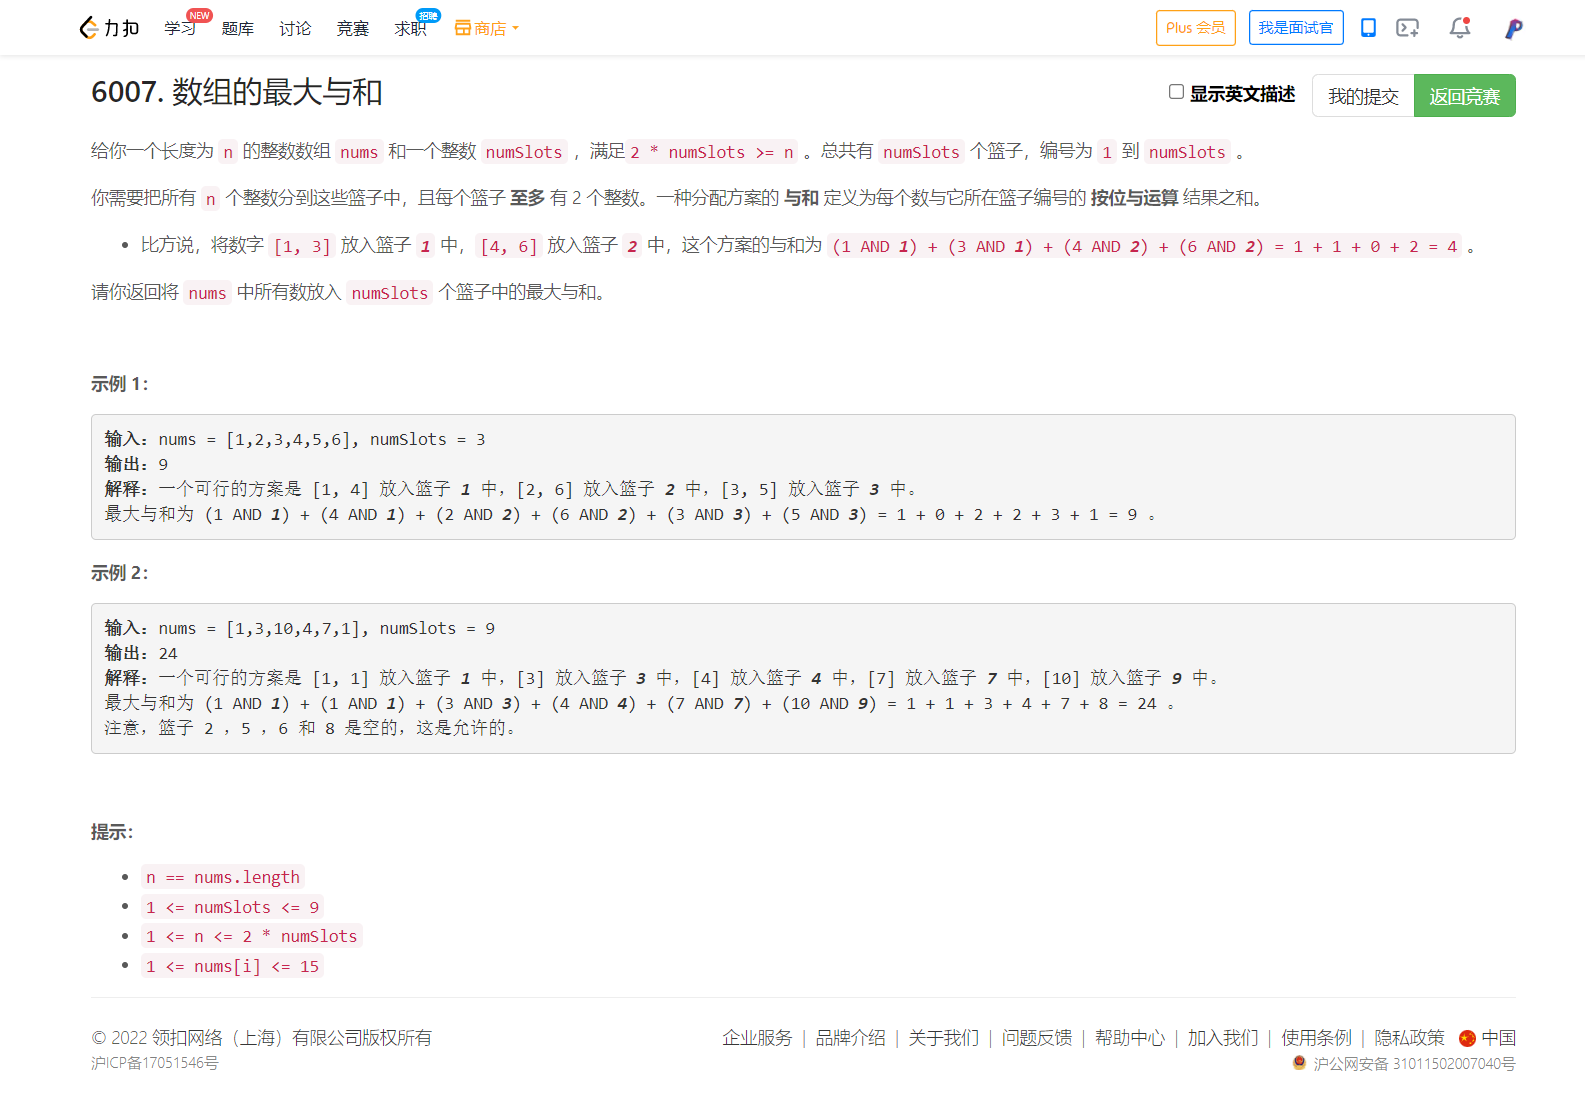 力扣 学习 NEW 题库 讨论 竞赛 求职 招聘 商店 Plus 会员 我是面试官
6007. 数组的最大与和 显示英文描述 我的提交 返回竞赛
给你一个长度为 n 的整数数组 nums 和一个整数 numSlots ，满足 2 * numSlots >= n 。总共有 numSlots 个篮子，编号为 1 到 numSlots 。
你需要把所有 n 个整数分到这些篮子中，且每个篮子 至多 有 2 个整数。一种分配方案的 与和 定义为每个数与它所在篮子编号的 按位与运算 结果之和。
• 比方说，将数字 [1, 3] 放入篮子 1 中，[4, 6] 放入篮子 2 中，这个方案的与和为 (1 AND 1) + (3 AND 1) + (4 AND 2) + (6 AND 2) = 1 + 1 + 0 + 2 = 4 。
请你返回将 nums 中所有数放入 numSlots 个篮子中的最大与和。
示例 1：
输入：nums = [1,2,3,4,5,6], numSlots = 3
输出：9
解释：一个可行的方案是 [1, 4] 放入篮子 1 中，[2, 6] 放入篮子 2 中，[3, 5] 放入篮子 3 中。
最大与和为 (1 AND 1) + (4 AND 1) + (2 AND 2) + (6 AND 2) + (3 AND 3) + (5 AND 3) = 1 + 0 + 2 + 2 + 3 + 1 = 9 。
示例 2：
输入：nums = [1,3,10,4,7,1], numSlots = 9
输出：24
解释：一个可行的方案是 [1, 1] 放入篮子 1 中，[3] 放入篮子 3 中，[4] 放入篮子 4 中，[7] 放入篮子 7 中，[10] 放入篮子 9 中。
最大与和为 (1 AND 1) + (1 AND 1) + (3 AND 3) + (4 AND 4) + (7 AND 7) + (10 AND 9) = 1 + 1 + 3 + 4 + 7 + 8 = 24 。
注意，篮子 2 ，5 ，6 和 8 是空的，这是允许的。
提示：
• n == nums.length
• 1 <= numSlots <= 9
• 1 <= n <= 2 * numSlots
• 1 <= nums[i] <= 15
© 2022 领扣网络（上海）有限公司版权所有 企业服务 | 品牌介绍 | 关于我们 | 问题反馈 | 帮助中心 | 加入我们 | 使用条例 | 隐私政策 中国
沪ICP备17051546号 沪公网安备 31011502007040号